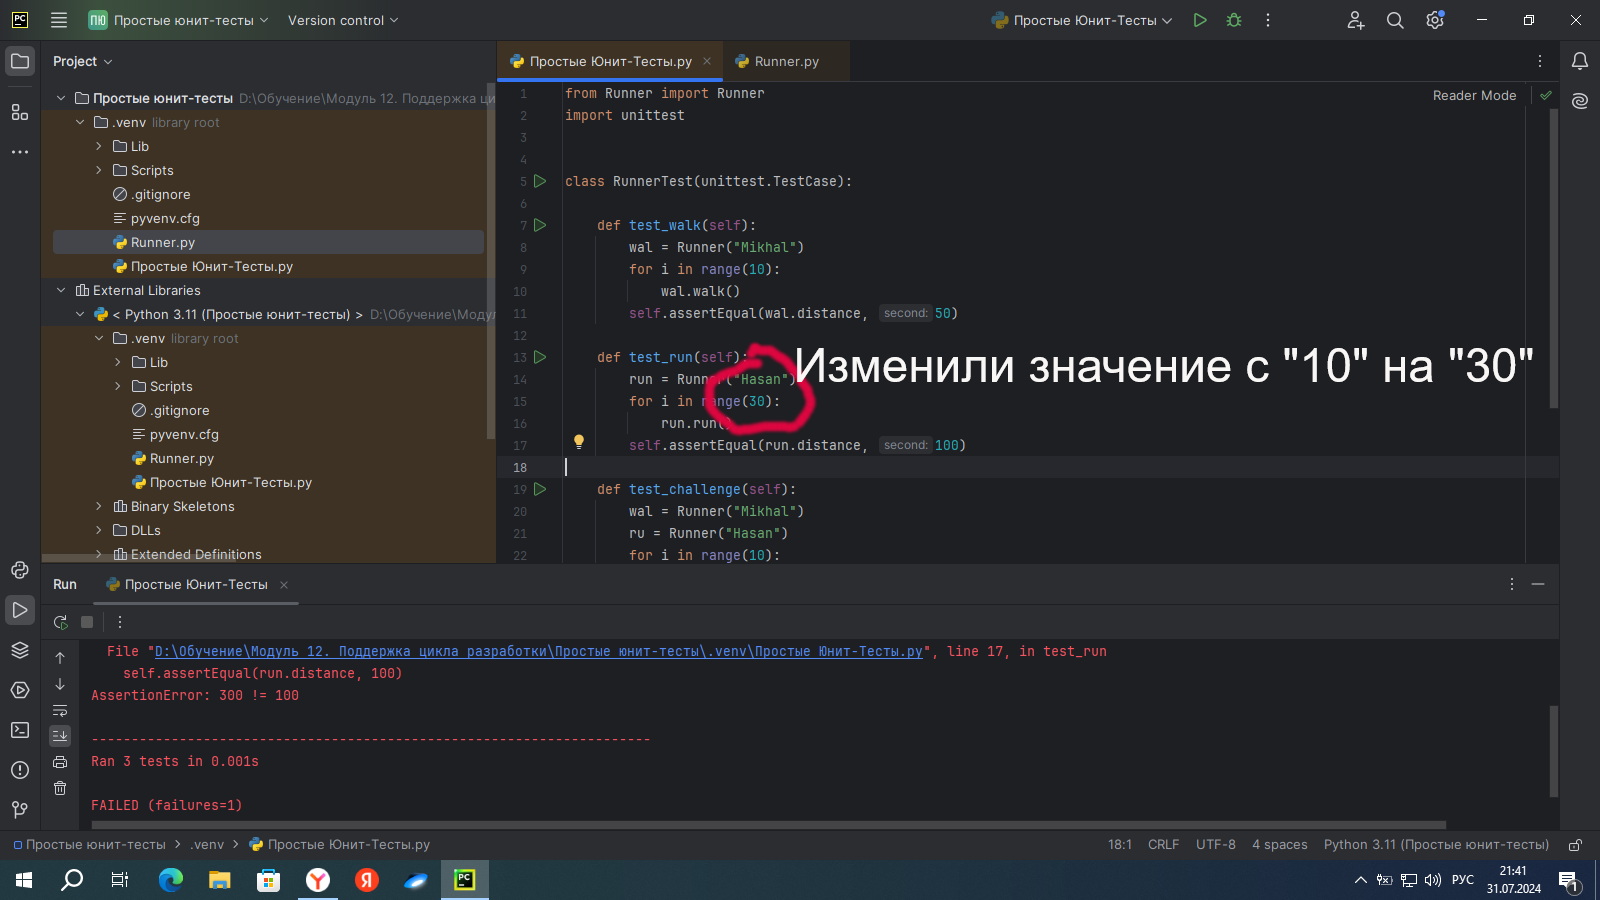 PC
ПЮ Простые юнит-тесты Version control Простые Юнит-Тесты
Project
Простые юнит-тесты D:\Обучение\Модуль 12. Поддержка ци
.venv library root
Lib
Scripts
.gitignore
pyvenv.cfg
Runner.py
Простые Юнит-Тесты.py
External Libraries
< Python 3.11 (Простые юнит-тесты) > D:\Обучение\Модул
.venv library root
Lib
Scripts
.gitignore
pyvenv.cfg
Runner.py
Простые Юнит-Тесты.py
Binary Skeletons
DLLs
Extended Definitions
Простые Юнит-Тесты.py Runner.py
Reader Mode
1 from Runner import Runner
2 import unittest
3
4
5 class RunnerTest(unittest.TestCase):
6
7 def test_walk(self):
8 wal = Runner("Mikhal")
9 for i in range(10):
10 wal.walk()
11 self.assertEqual(wal.distance, second: 50)
12
13 def test_run(self):
14 run = Runner("Hasan")
15 for i in range(30):
16 run.run()
17 self.assertEqual(run.distance, second: 100)
18
19 def test_challenge(self):
20 wal = Runner("Mikhal")
21 ru = Runner("Hasan")
22 for i in range(10):
Изменили значение с "10" на "30"
Run Простые Юнит-Тесты
File "D:\Обучение\Модуль 12. Поддержка цикла разработки\Простые юнит-тесты\.venv\Простые Юнит-Тесты.py", line 17, in test_run
self.assertEqual(run.distance, 100)
AssertionError: 300 != 100
----------------------------------------------------------------------
Ran 3 tests in 0.001s
FAILED (failures=1)
Простые юнит-тесты > .venv > Простые Юнит-Тесты.py 18:1 CRLF UTF-8 4 spaces Python 3.11 (Простые юнит-тесты)
Я PC РУС 21:41
31.07.2024 1